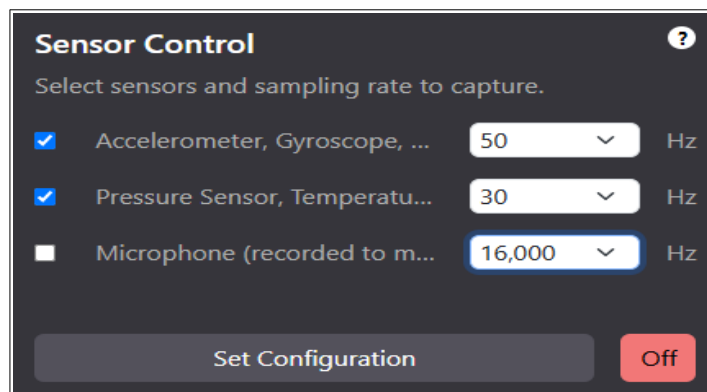 Sensor Control ?
Select sensors and sampling rate to capture.
Accelerometer, Gyroscope, ... 50 Hz
Pressure Sensor, Temperatu... 30 Hz
Microphone (recorded to m... 16,000 Hz
Set Configuration Off